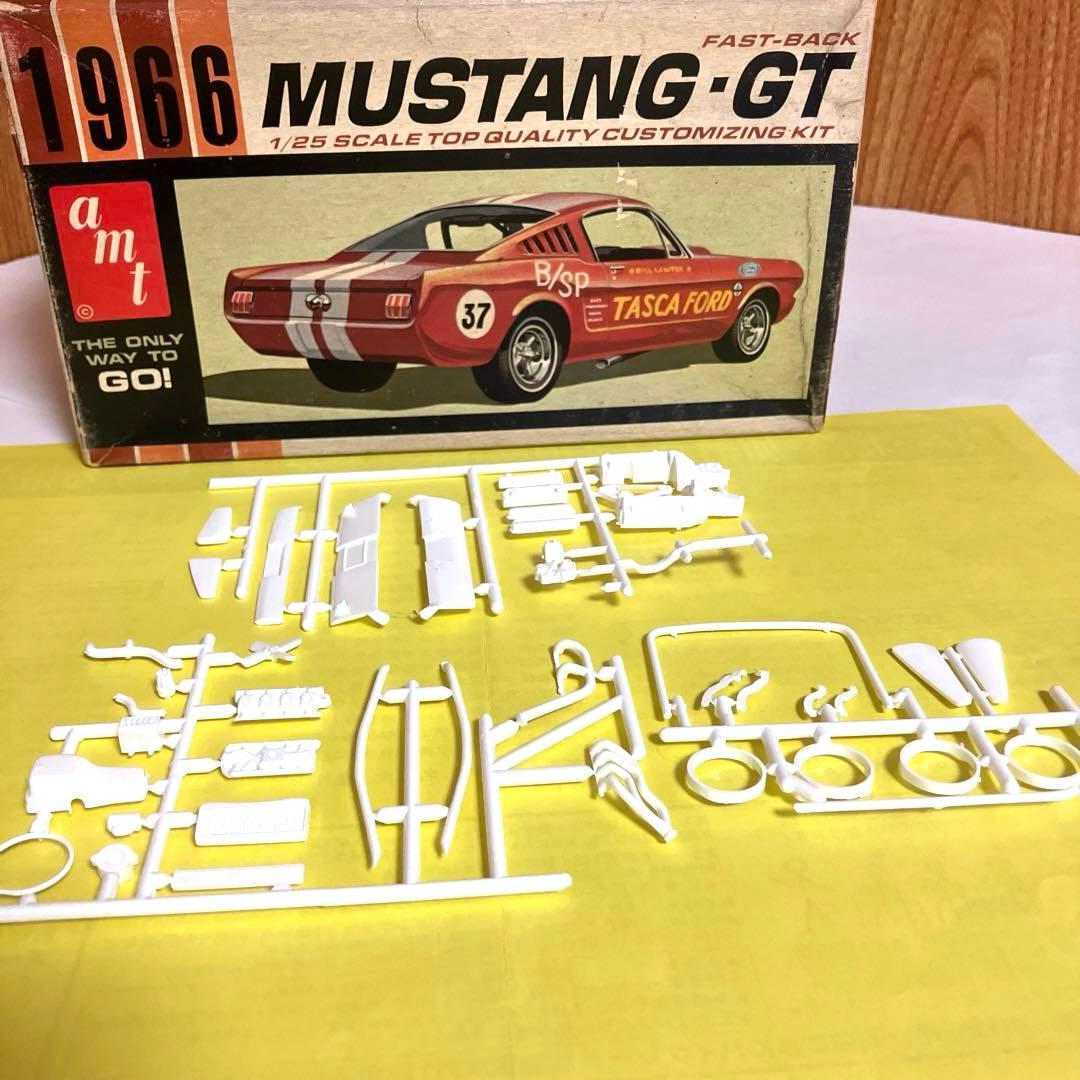 1966
FAST-BACK
MUSTANG·GT
1/25 SCALE TOP QUALITY CUSTOMIZING KIT
amt
©
THE ONLY
WAY TO
GO!
B/SP
37
TASCA FORD